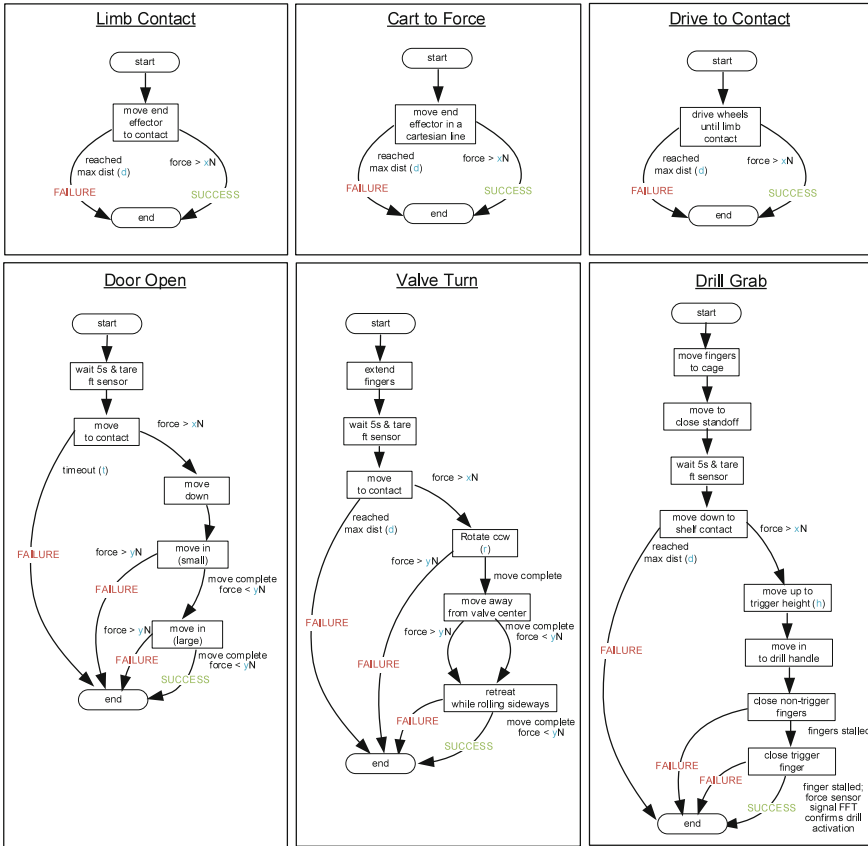 Limb Contact
start
move end
effector
to contact
reached
max dist (d)
force > xN
FAILURE
SUCCESS
end
Cart to Force
start
move end
effector in a
cartesian line
reached
max dist (d)
force > xN
FAILURE
SUCCESS
end
Drive to Contact
start
drive wheels
until limb
contact
reached
max dist (d)
force > xN
FAILURE
SUCCESS
end
Door Open
start
wait 5s & tare
ft sensor
move
to contact
force > xN
timeout (t)
move
down
FAILURE
force > yN
move in
(small)
FAILURE
move complete
force < yN
force > yN
move in
(large)
FAILURE
move complete
force < yN
SUCCESS
end
Valve Turn
start
extend
fingers
wait 5s & tare
ft sensor
move
to contact
force > xN
reached
max dist (d)
Rotate ccw
(r)
force > yN
move complete
move away
from valve center
force > yN
move complete
force < yN
FAILURE
FAILURE
retreat
while rolling sideways
FAILURE
move complete
force < yN
SUCCESS
end
Drill Grab
start
move fingers
to cage
move to
close standoff
wait 5s & tare
ft sensor
move down to
shelf contact
force > xN
reached
max dist (d)
move up to
trigger height (h)
FAILURE
move in
to drill handle
close non-trigger
fingers
fingers stalled
FAILURE
close trigger
finger
FAILURE
SUCCESS
finger stalled;
force sensor
signal FFT
confirms drill
activation
end